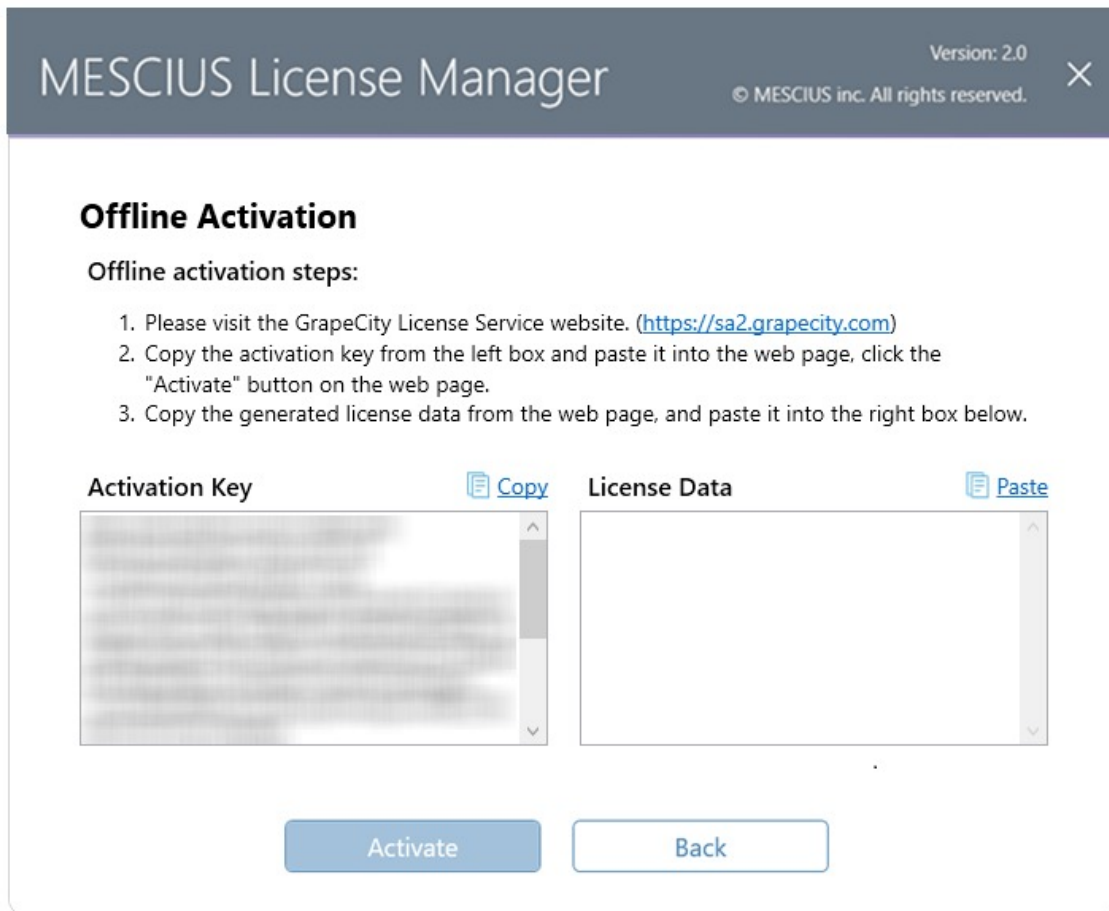 MESCIUS License Manager
Version: 2.0
© MESCIUS inc. All rights reserved.
Offline Activation
Offline activation steps:
1. Please visit the GrapeCity License Service website. (https://sa2.grapecity.com)
2. Copy the activation key from the left box and paste it into the web page, click the
"Activate" button on the web page.
3. Copy the generated license data from the web page, and paste it into the right box below.
Activation Key
Copy
License Data
Paste
Activate
Back